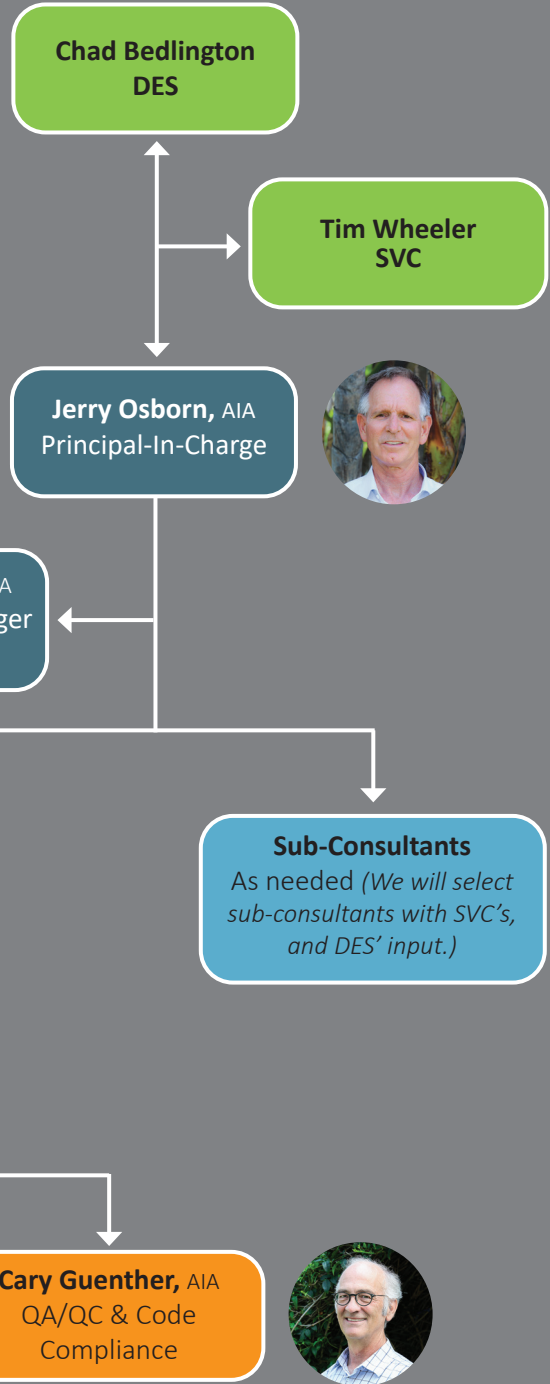 Chad Bedlington
DES
Tim Wheeler
SVC
Jerry Osborn, AIA
Principal-In-Charge
Sub-Consultants
As needed (We will select
sub-consultants with SVC’s,
and DES’ input.)
Cary Guenther, AIA
QA/QC & Code
Compliance